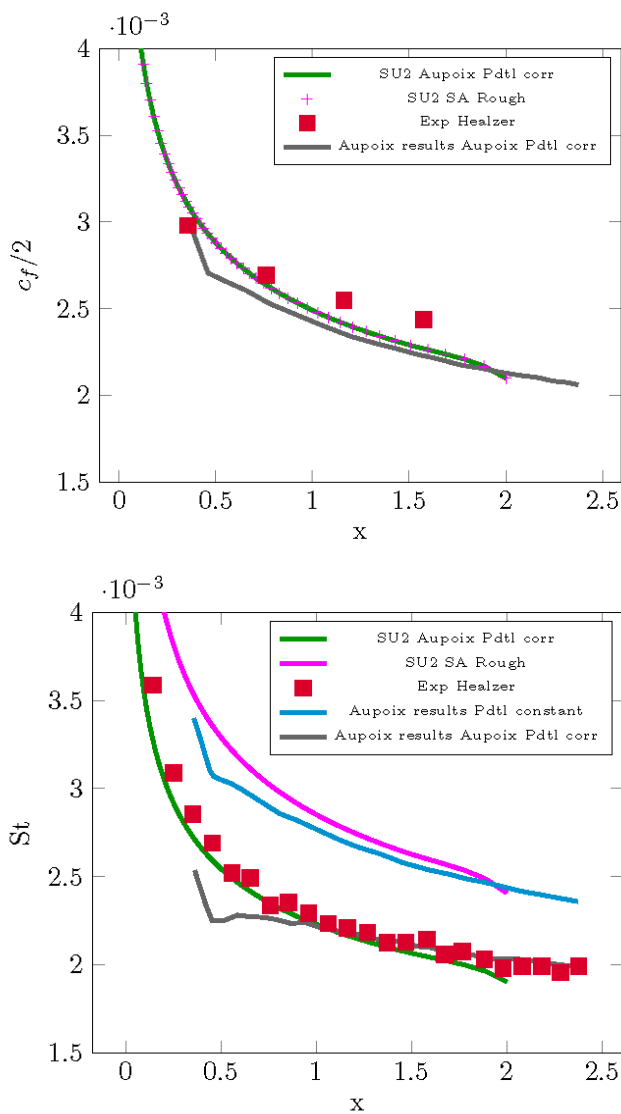 ·10⁻³
4
SU2 Aupoix Pdtl corr
SU2 SA Rough
Exp Healzer
Aupoix results Aupoix Pdtl corr
3.5
3
c_f/2
2.5
2
1.5
0 0.5 1 1.5 2 2.5
x
·10⁻³
4
SU2 Aupoix Pdtl corr
SU2 SA Rough
Exp Healzer
Aupoix results Pdtl constant
Aupoix results Aupoix Pdtl corr
3.5
3
St
2.5
2
1.5
0 0.5 1 1.5 2 2.5
x